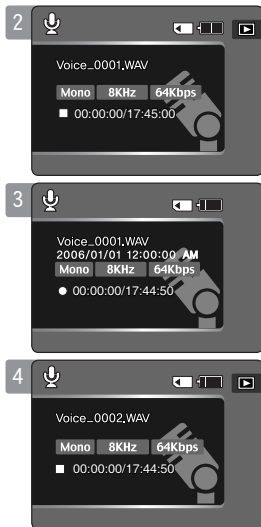 2
Voice_0001.WAV
Mono 8KHz 64Kbps
00:00:00/17:45:00
3
Voice_0001.WAV
2006/01/01 12:00:00 AM
Mono 8KHz 64Kbps
00:00:00/17:44:50
4
Voice_0002.WAV
Mono 8KHz 64Kbps
00:00:00/17:44:50